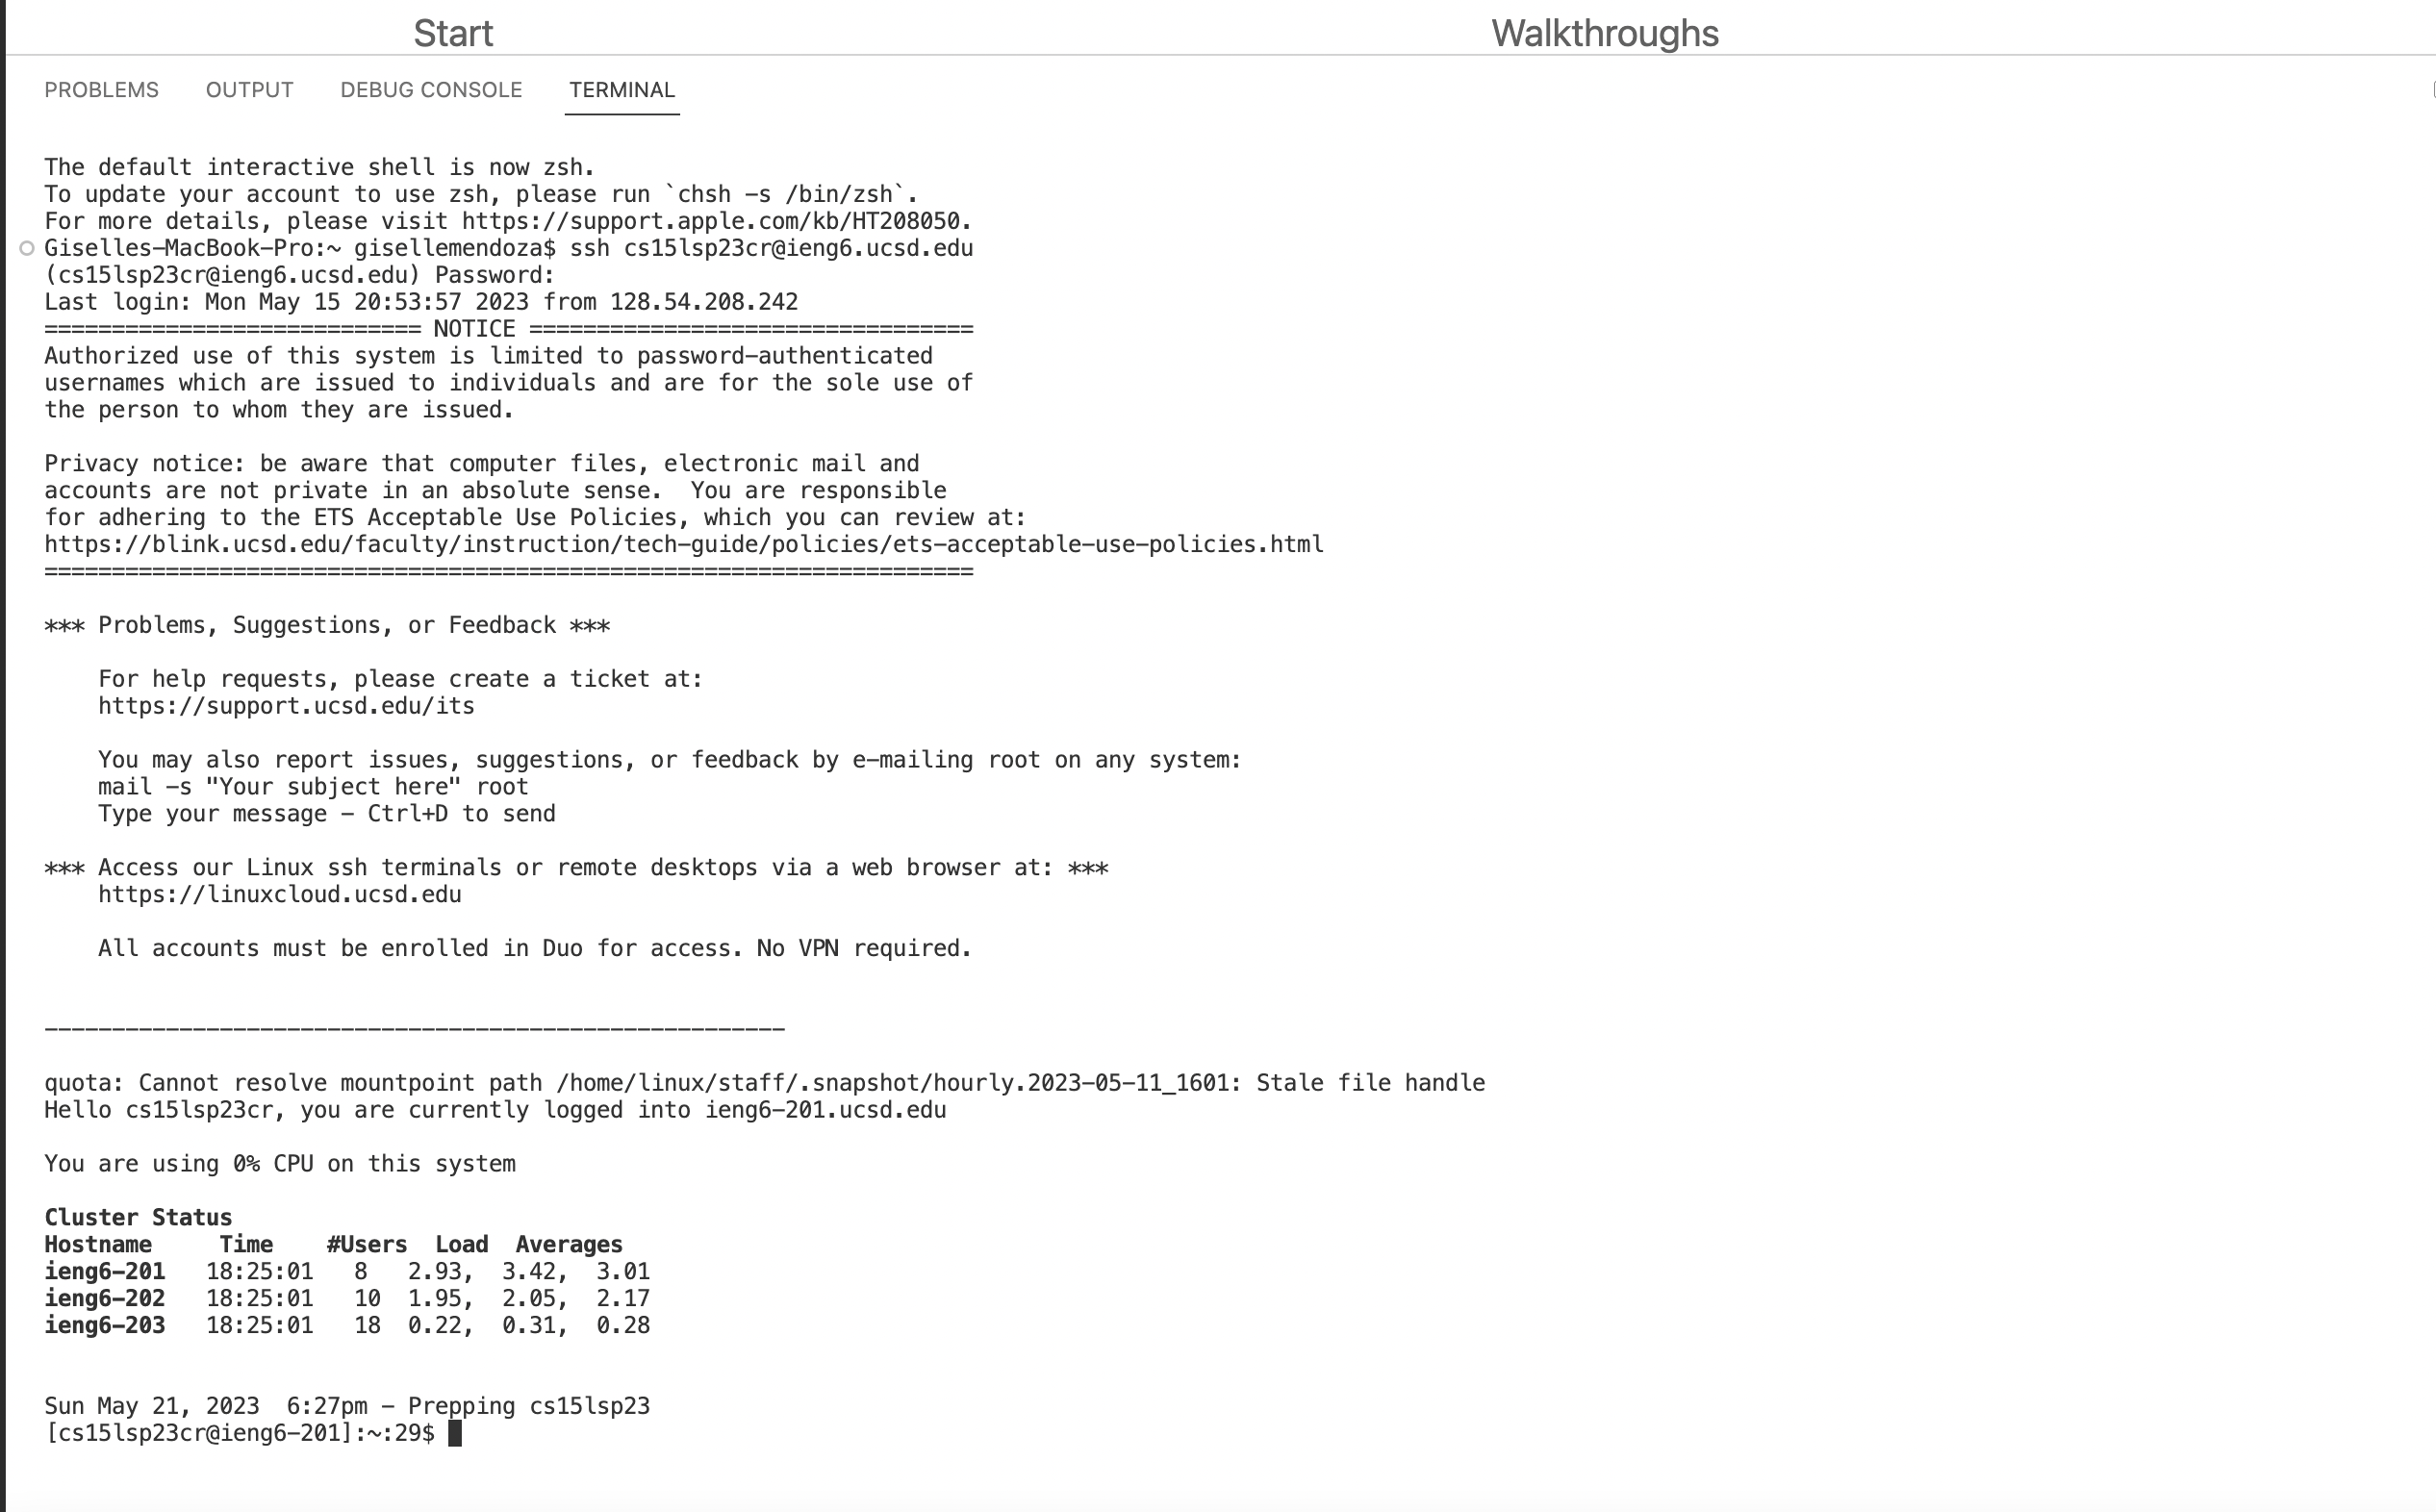 Start Walkthroughs
PROBLEMS OUTPUT DEBUG CONSOLE TERMINAL
The default interactive shell is now zsh.
To update your account to use zsh, please run `chsh -s /bin/zsh`.
For more details, please visit https://support.apple.com/kb/HT208050.
Giselles-MacBook-Pro:~ gisellemendoza$ ssh cs15lsp23cr@ieng6.ucsd.edu
(cs15lsp23cr@ieng6.ucsd.edu) Password:
Last login: Mon May 15 20:53:57 2023 from 128.54.208.242
============================ NOTICE =================================
Authorized use of this system is limited to password-authenticated
usernames which are issued to individuals and are for the sole use of
the person to whom they are issued.
Privacy notice: be aware that computer files, electronic mail and
accounts are not private in an absolute sense.  You are responsible
for adhering to the ETS Acceptable Use Policies, which you can review at:
https://blink.ucsd.edu/faculty/instruction/tech-guide/policies/ets-acceptable-use-policies.html
=====================================================================
*** Problems, Suggestions, or Feedback ***
    For help requests, please create a ticket at:
    https://support.ucsd.edu/its
    You may also report issues, suggestions, or feedback by e-mailing root on any system:
    mail -s "Your subject here" root
    Type your message - Ctrl+D to send
*** Access our Linux ssh terminals or remote desktops via a web browser at: ***
    https://linuxcloud.ucsd.edu
    All accounts must be enrolled in Duo for access. No VPN required.
-------------------------------------------------------
quota: Cannot resolve mountpoint path /home/linux/staff/.snapshot/hourly.2023-05-11_1601: Stale file handle
Hello cs15lsp23cr, you are currently logged into ieng6-201.ucsd.edu
You are using 0% CPU on this system
Cluster Status
Hostname     Time    #Users  Load  Averages
ieng6-201   18:25:01   8   2.93,  3.42,  3.01
ieng6-202   18:25:01   10  1.95,  2.05,  2.17
ieng6-203   18:25:01   18  0.22,  0.31,  0.28
Sun May 21, 2023  6:27pm - Prepping cs15lsp23
[cs15lsp23cr@ieng6-201]:~:29$